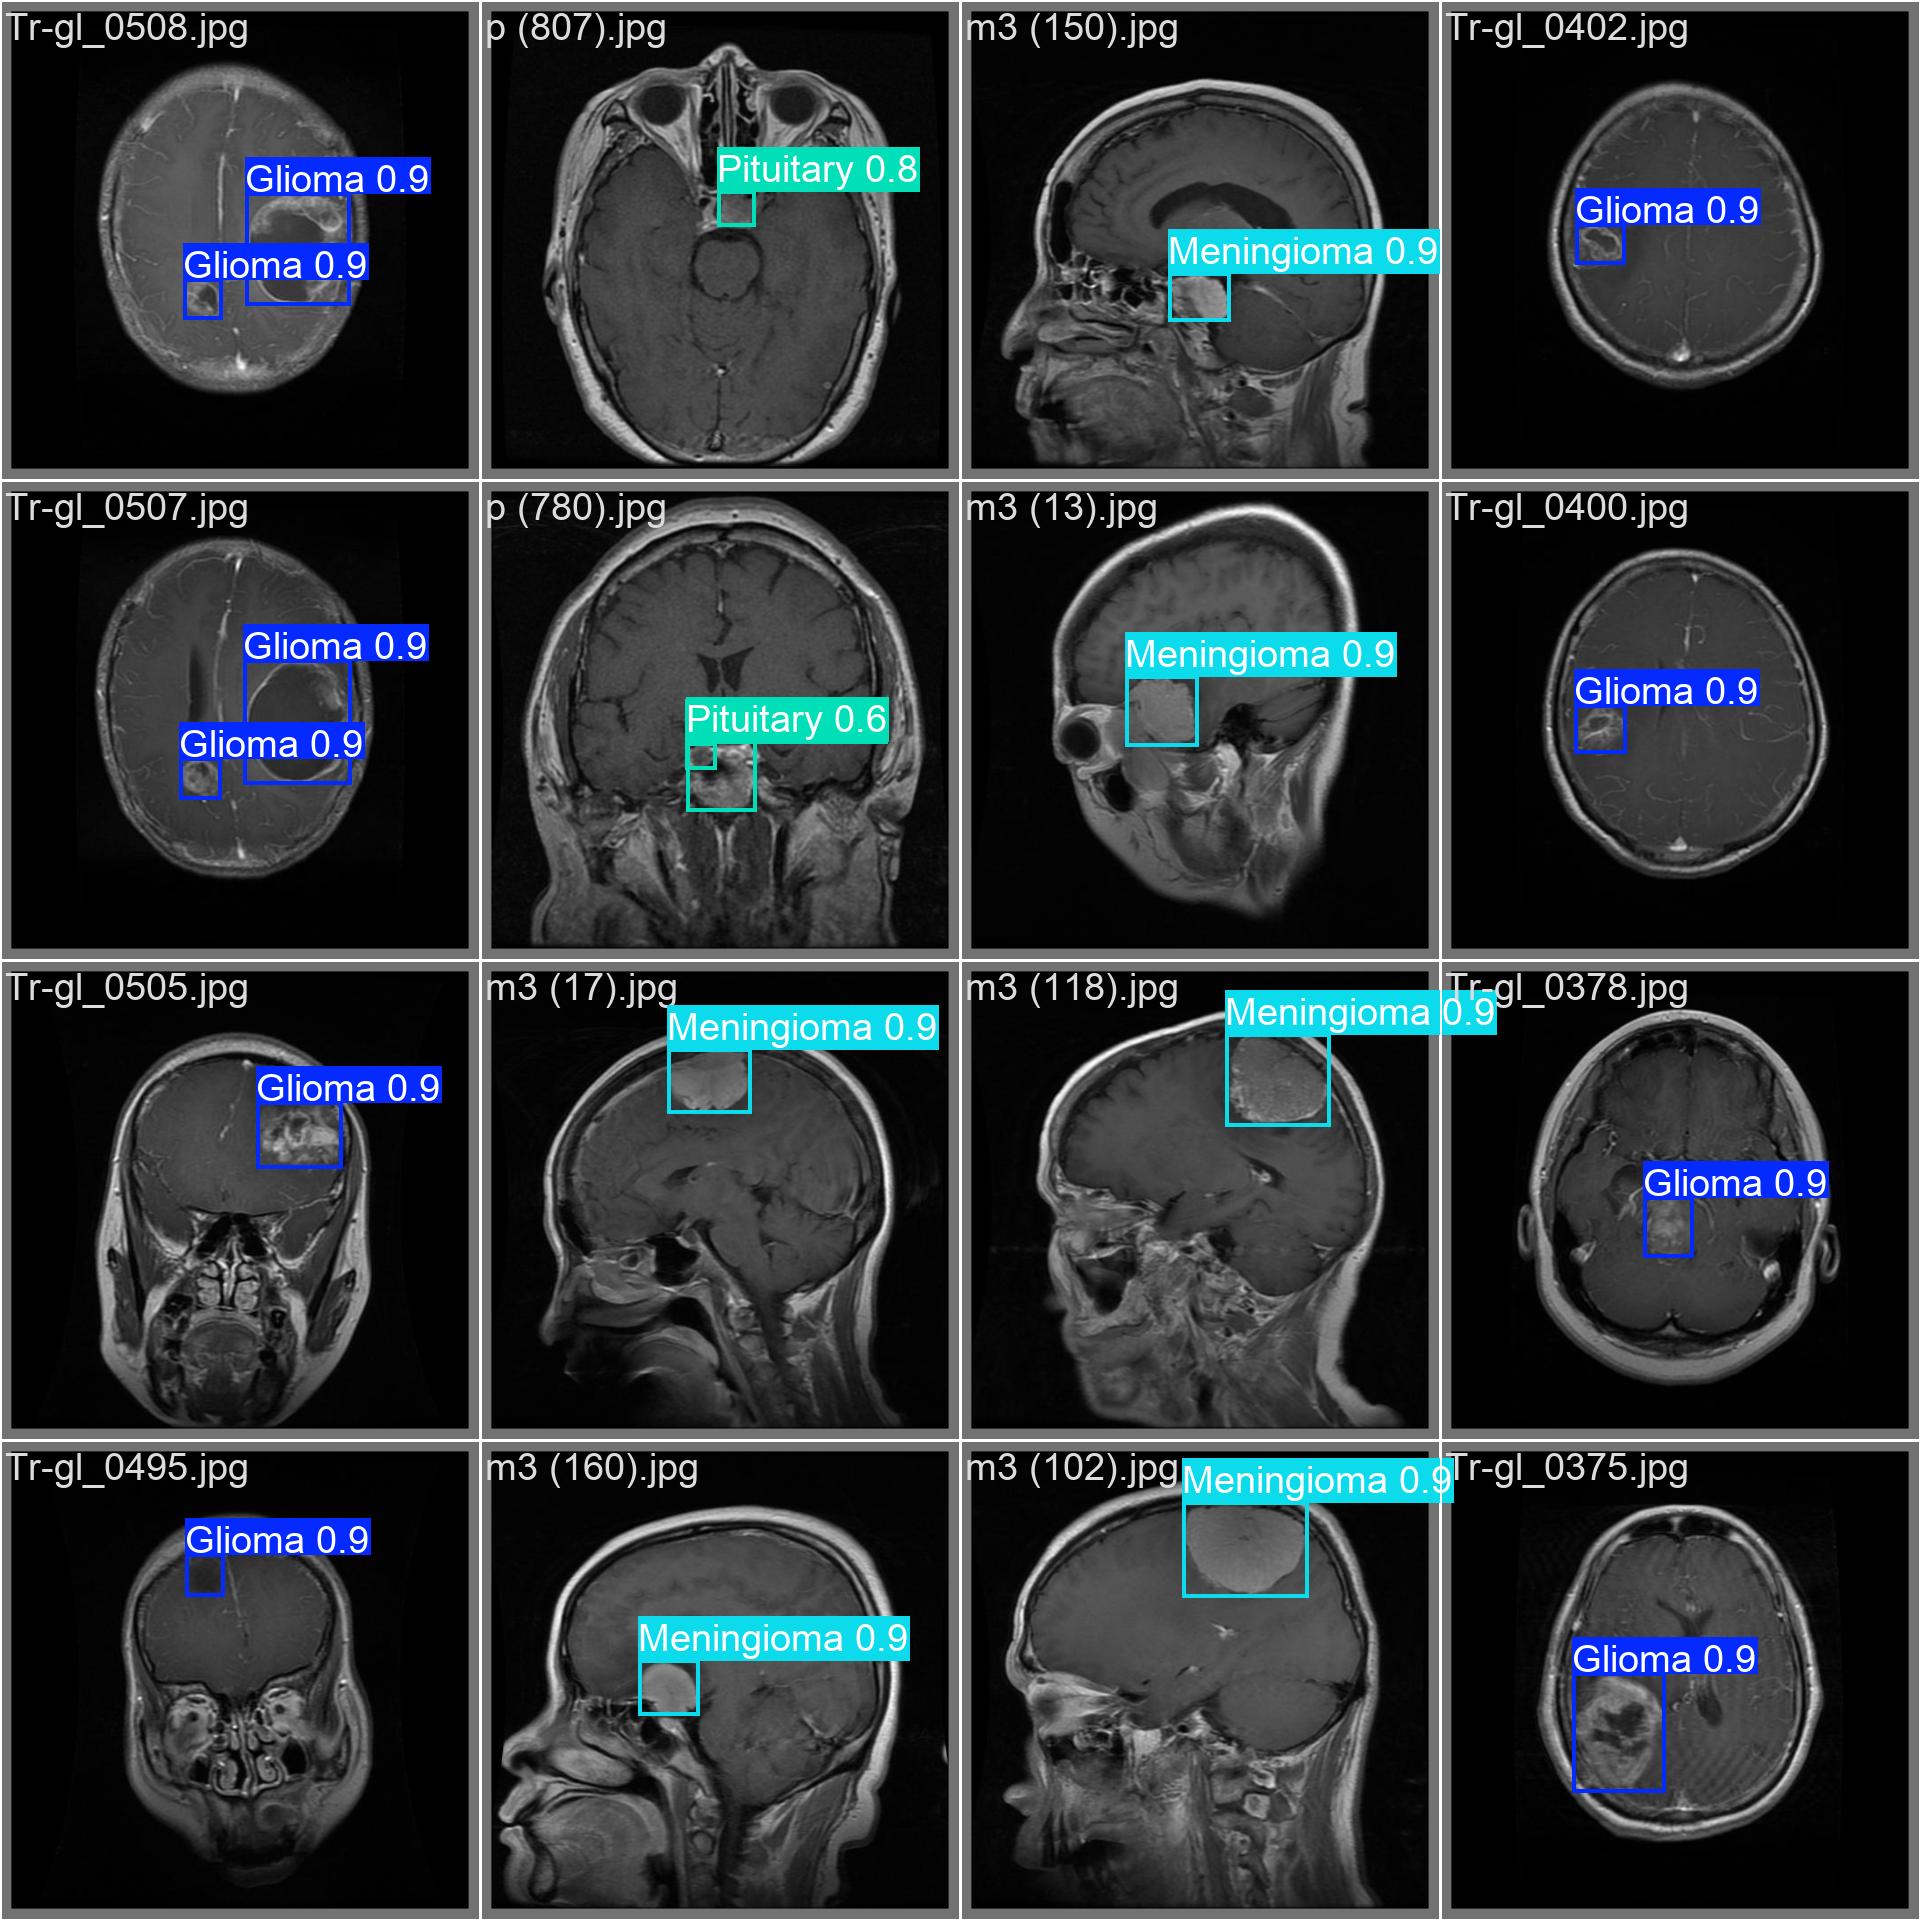 Tr-gl_0508.jpg
Glioma 0.9
Glioma 0.9
p (807).jpg
Pituitary 0.8
m3 (150).jpg
Meningioma 0.9
Tr-gl_0402.jpg
Glioma 0.9
Tr-gl_0507.jpg
Glioma 0.9
Glioma 0.9
p (780).jpg
Pituitary 0.6
m3 (13).jpg
Meningioma 0.9
Tr-gl_0400.jpg
Glioma 0.9
Tr-gl_0505.jpg
Glioma 0.9
m3 (17).jpg
Meningioma 0.9
m3 (118).jpg
Meningioma 0.9
Tr-gl_0378.jpg
Glioma 0.9
Tr-gl_0495.jpg
Glioma 0.9
m3 (160).jpg
Meningioma 0.9
m3 (102).jpg
Meningioma 0.9
Tr-gl_0375.jpg
Glioma 0.9